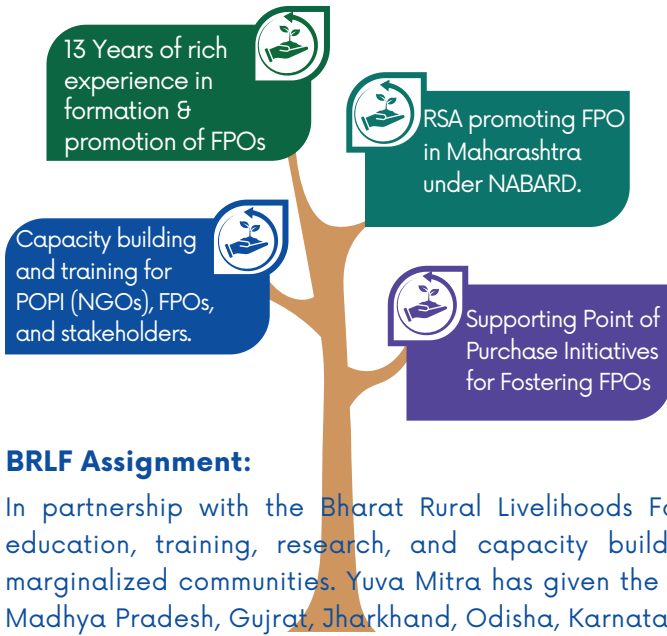 13 Years of rich
experience in
formation &
promotion of FPOs
RSA promoting FPO
in Maharashtra
under NABARD.
Capacity building
and training for
POPI (NGOs), FPOs,
and stakeholders.
Supporting Point of
Purchase Initiatives
for Fostering FPOs
BRLF Assignment:
In partnership with the Bharat Rural Livelihoods
education, training, research, and capacity
marginalized communities. Yuva Mitra has given the
Madhya Pradesh, Gujrat, Jharkhand, Odisha,